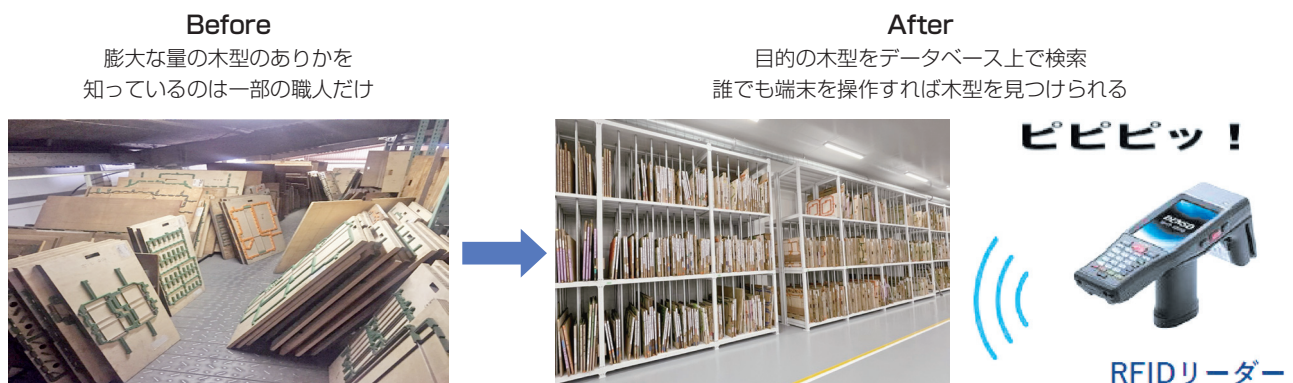 Before
膨大な量の木型のありかを
知っているのは一部の職人だけ
After
目的の木型をデータベース上で検索
誰でも端末を操作すれば木型を見つけられる
ピピピッ！
DENSO
RFIDリーダー